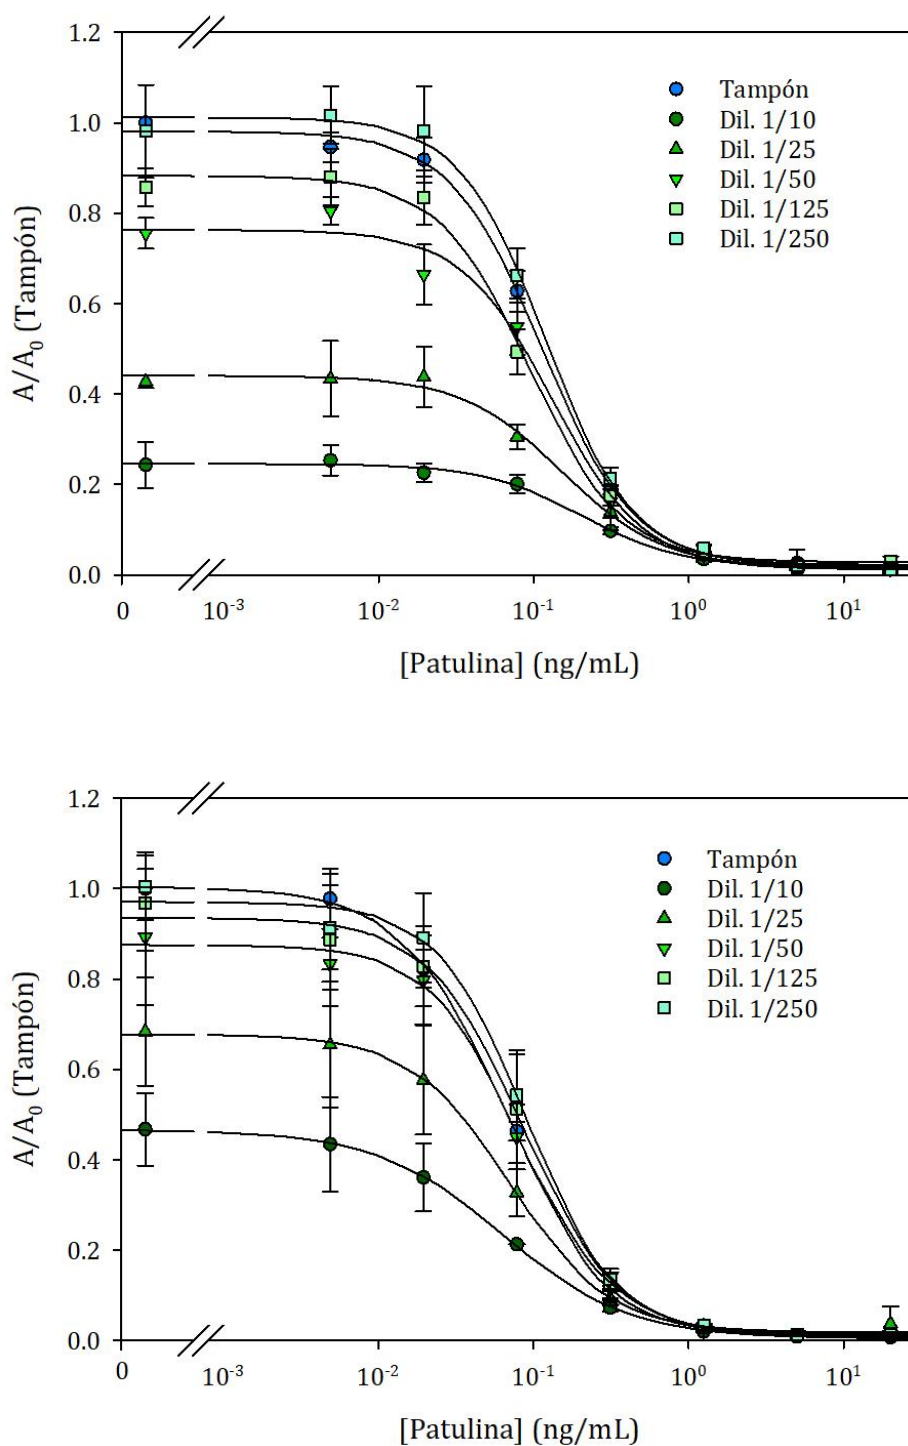 1.2
1.0
0.8
0.6
0.4
0.2
0.0
A/A₀ (Tampón)
Tampón
Dil. 1/10
Dil. 1/25
Dil. 1/50
Dil. 1/125
Dil. 1/250
0 10⁻³ 10⁻² 10⁻¹ 10⁰ 10¹
[Patulina] (ng/mL)
1.2
1.0
0.8
0.6
0.4
0.2
0.0
A/A₀ (Tampón)
Tampón
Dil. 1/10
Dil. 1/25
Dil. 1/50
Dil. 1/125
Dil. 1/250
0 10⁻³ 10⁻² 10⁻¹ 10⁰ 10¹
[Patulina] (ng/mL)